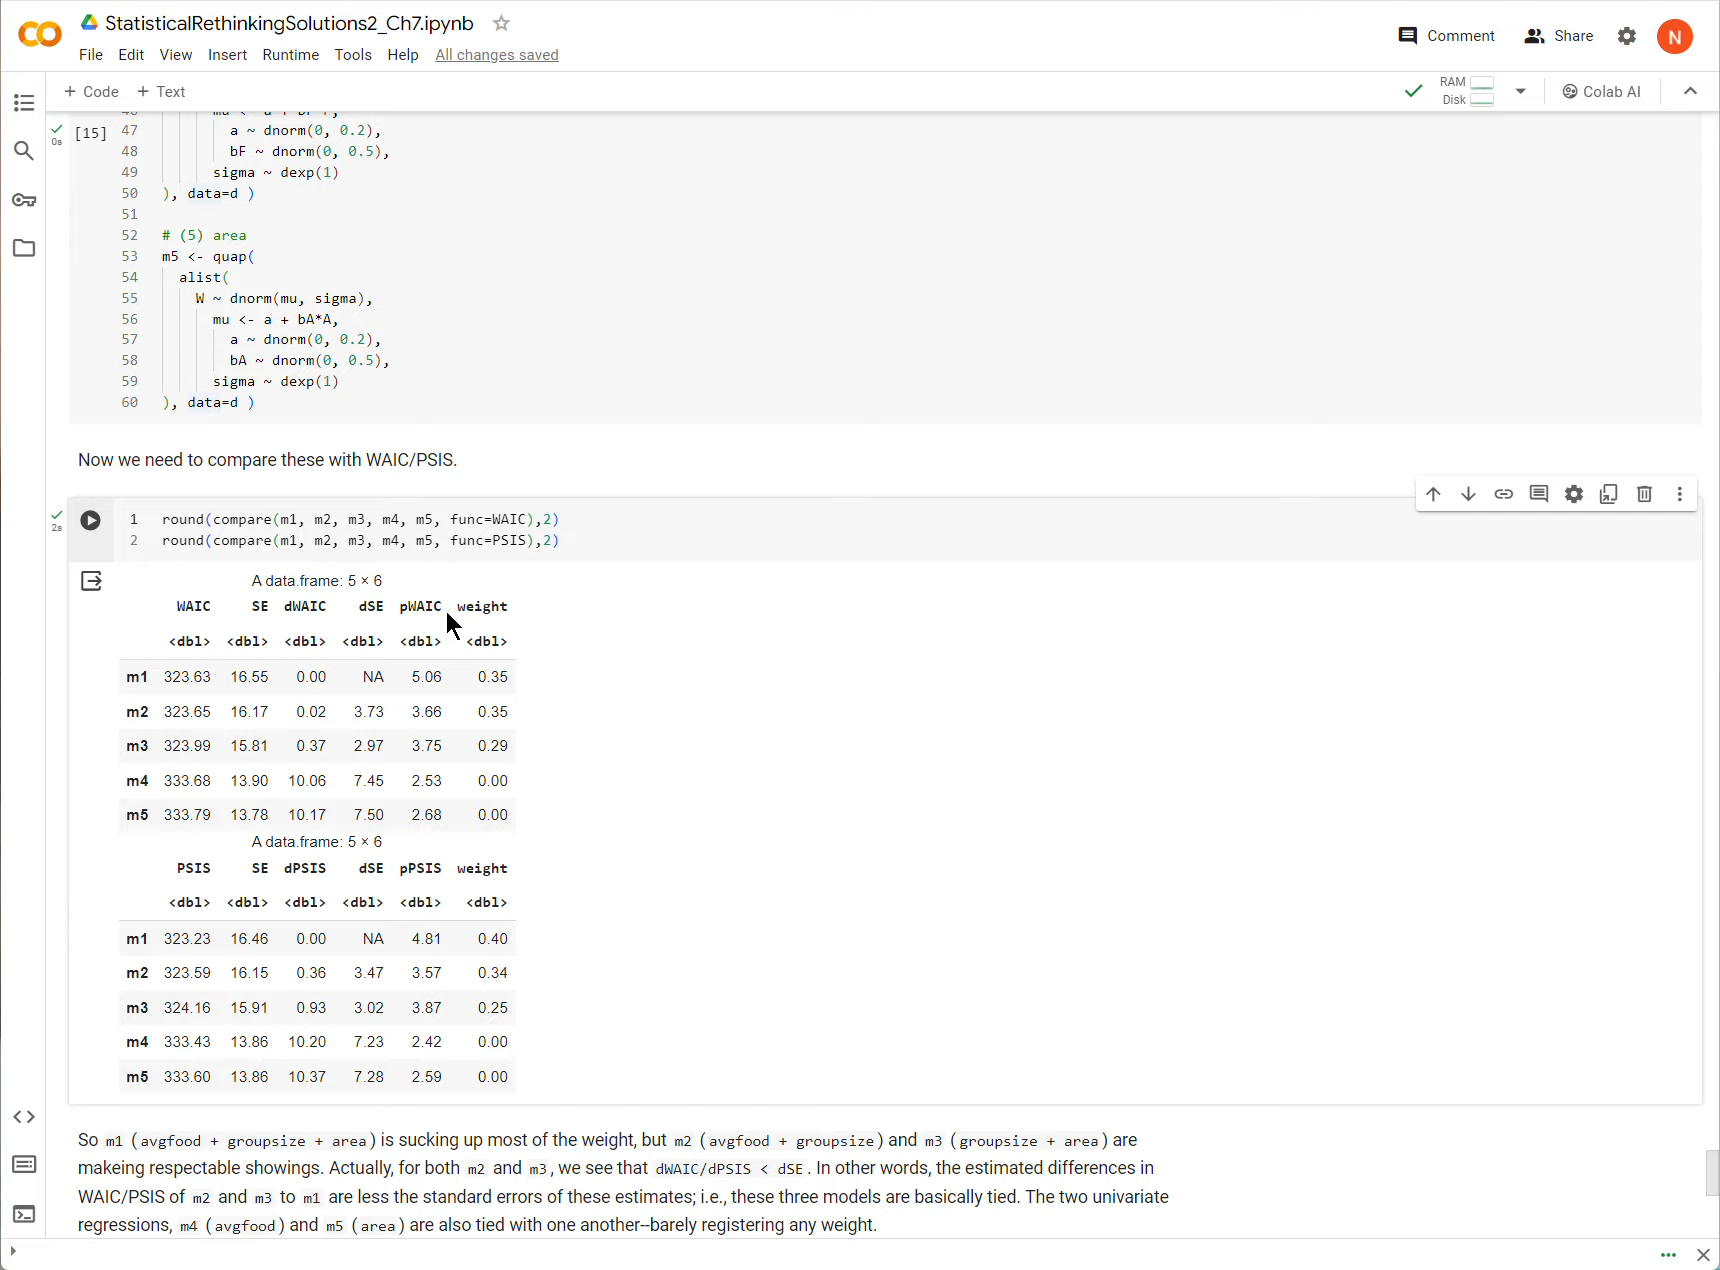 StatisticalRethinkingSolutions2_Ch7.ipynb
Comment
Share
N
File Edit View Insert Runtime Tools Help All changes saved
+ Code + Text
RAM
Disk
Colab AI
0s
[15]
47 a ~ dnorm(0, 0.2),
48 bF ~ dnorm(0, 0.5),
49 sigma ~ dexp(1)
50 ), data=d )
51
52 # (5) area
53 m5 <- quap(
54 alist(
55 W ~ dnorm(mu, sigma),
56 mu <- a + bA*A,
57 a ~ dnorm(0, 0.2),
58 bA ~ dnorm(0, 0.5),
59 sigma ~ dexp(1)
60 ), data=d )
Now we need to compare these with WAIC/PSIS.
2s
1 round(compare(m1, m2, m3, m4, m5, func=WAIC),2)
2 round(compare(m1, m2, m3, m4, m5, func=PSIS),2)
A data.frame: 5 × 6
WAIC SE dWAIC dSE pWAIC weight
<dbl> <dbl> <dbl> <dbl> <dbl> <dbl>
m1 323.63 16.55 0.00 NA 5.06 0.35
m2 323.65 16.17 0.02 3.73 3.66 0.35
m3 323.99 15.81 0.37 2.97 3.75 0.29
m4 333.68 13.90 10.06 7.45 2.53 0.00
m5 333.79 13.78 10.17 7.50 2.68 0.00
A data.frame: 5 × 6
PSIS SE dPSIS dSE pPSIS weight
<dbl> <dbl> <dbl> <dbl> <dbl> <dbl>
m1 323.23 16.46 0.00 NA 4.81 0.40
m2 323.59 16.15 0.36 3.47 3.57 0.34
m3 324.16 15.91 0.93 3.02 3.87 0.25
m4 333.43 13.86 10.20 7.23 2.42 0.00
m5 333.60 13.86 10.37 7.28 2.59 0.00
So m1 (avgfood + groupsize + area) is sucking up most of the weight, but m2 (avgfood + groupsize) and m3 (groupsize + area) are
makeing respectable showings. Actually, for both m2 and m3, we see that dWAIC/dPSIS < dSE. In other words, the estimated differences in
WAIC/PSIS of m2 and m3 to m1 are less the standard errors of these estimates; i.e., these three models are basically tied. The two univariate
regressions, m4 (avgfood) and m5 (area) are also tied with one another--barely registering any weight.